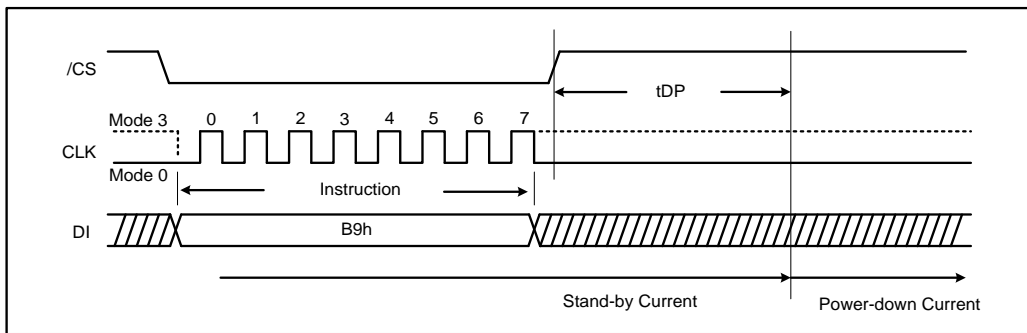 /CS
tDP
Mode 3
0 1 2 3 4 5 6 7
CLK
Mode 0
Instruction
DI
B9h
Stand-by Current
Power-down Current